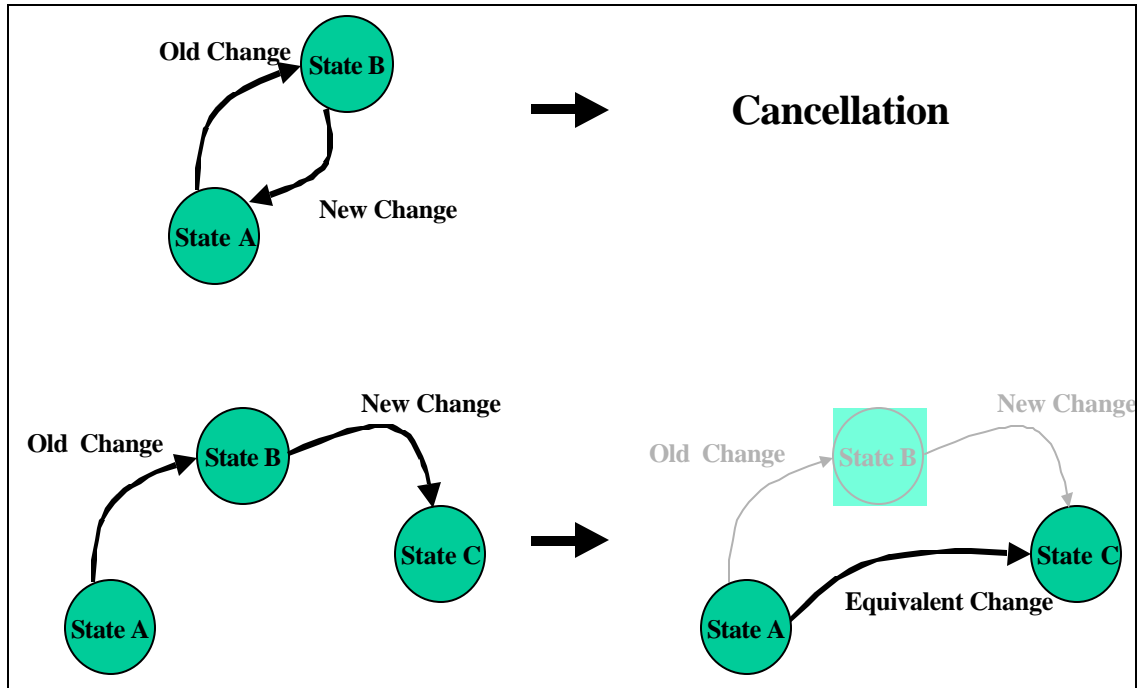 Old Change
State B
Cancellation
New Change
State A
New Change
Old Change
State B
State C
State A
New Change
Old Change
State B
State C
Equivalent Change
State A